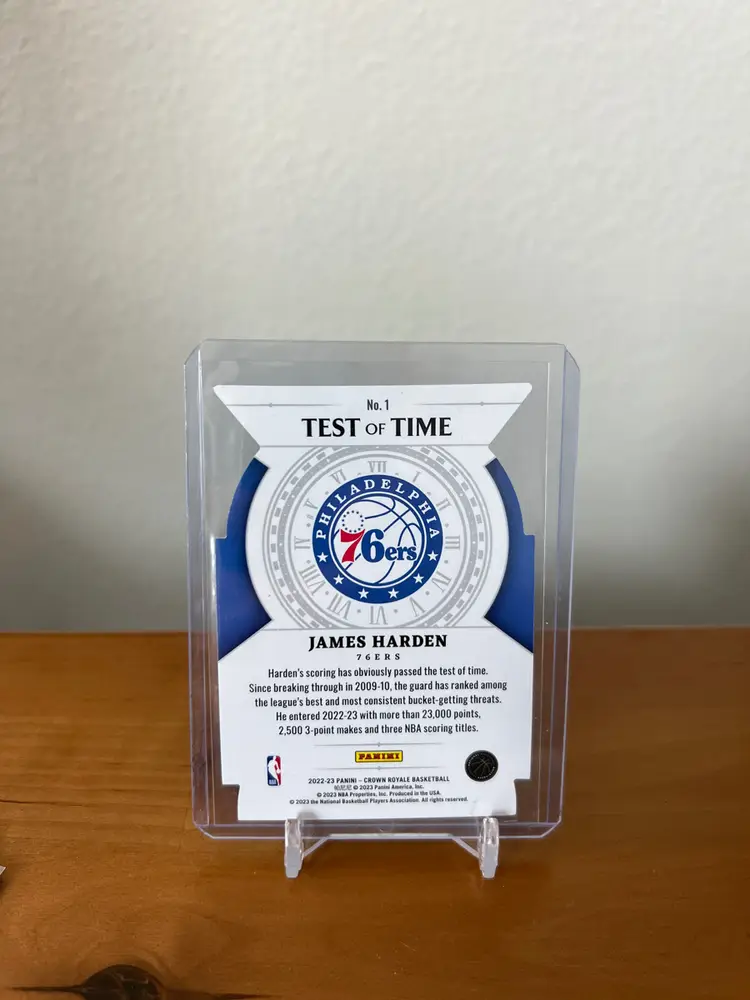 No. 1
TEST OF TIME
PHILADELPHIA
76ers
JAMES HARDEN
76ERS
Harden's scoring has obviously passed the test of time.
Since breaking through in 2009-10, the guard has ranked among
the league's best and most consistent bucket-getting threats.
He entered 2022-23 with more than 23,000 points,
2,500 3-point makes and three NBA scoring titles.
PANINI
2022-23 PANINI – CROWN ROYALE BASKETBALL
帕尼尼 © 2023 Panini America, Inc.
© 2023 NBA Properties, Inc. Produced in the USA.
© 2023 the National Basketball Players Association. All rights reserved.